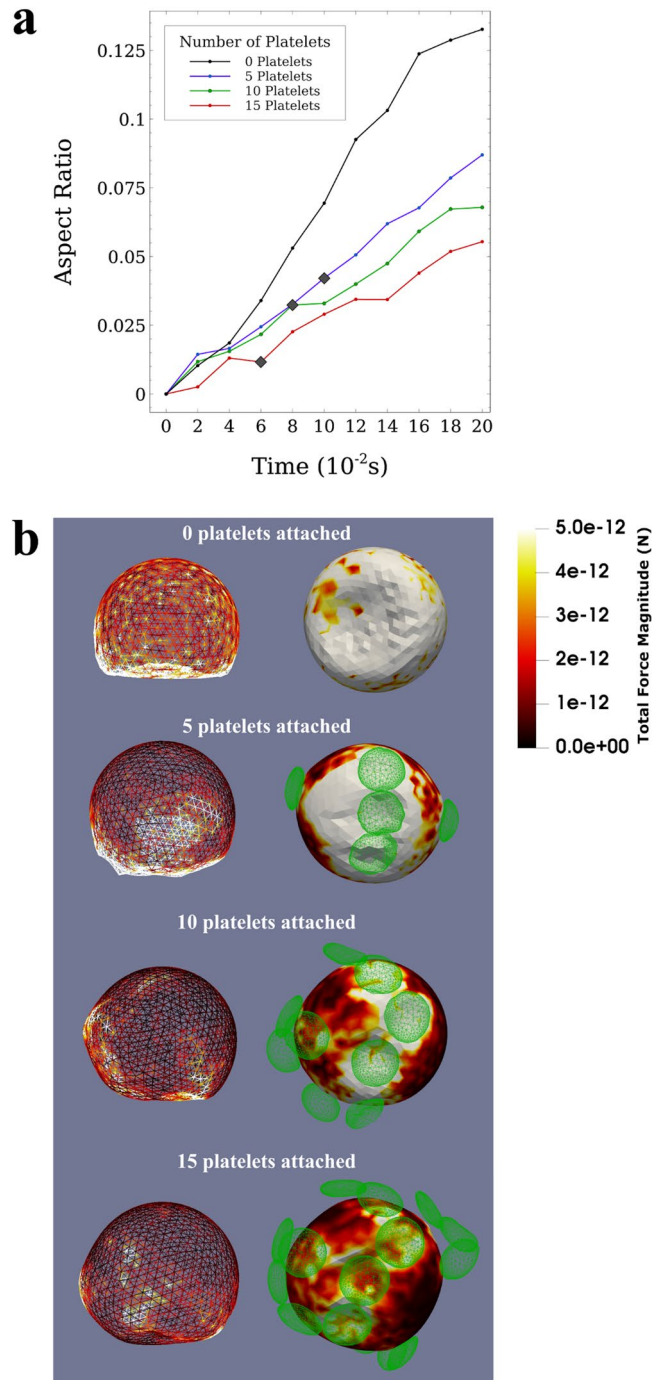 a
Number of Platelets
0 Platelets
5 Platelets
10 Platelets
15 Platelets
Aspect Ratio
0.125
0.1
0.075
0.05
0.025
0
0 2 4 6 8 10 12 14 16 18 20
Time (10-2s)
b
0 platelets attached
5 platelets attached
10 platelets attached
15 platelets attached
5.0e-12
4e-12
3e-12
2e-12
1e-12
0.0e+00
Total Force Magnitude (N)